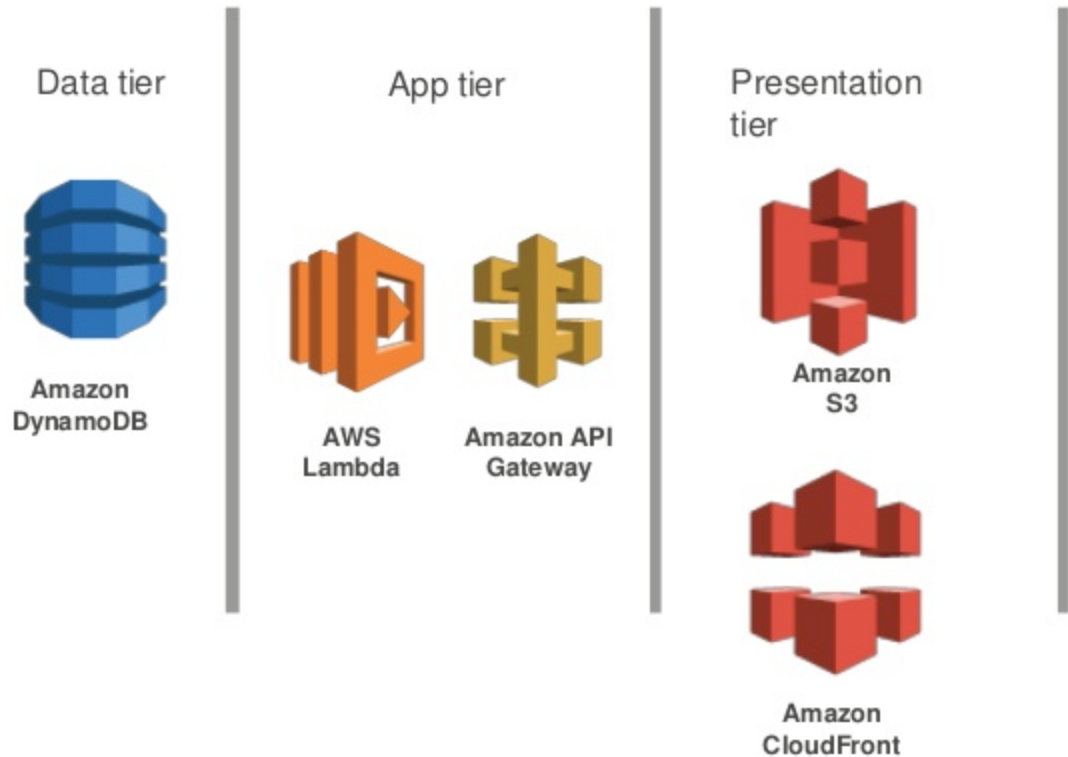 Data tier
Amazon
DynamoDB
App tier
AWS
Lambda
Amazon API
Gateway
Presentation
tier
Amazon
S3
Amazon
CloudFront